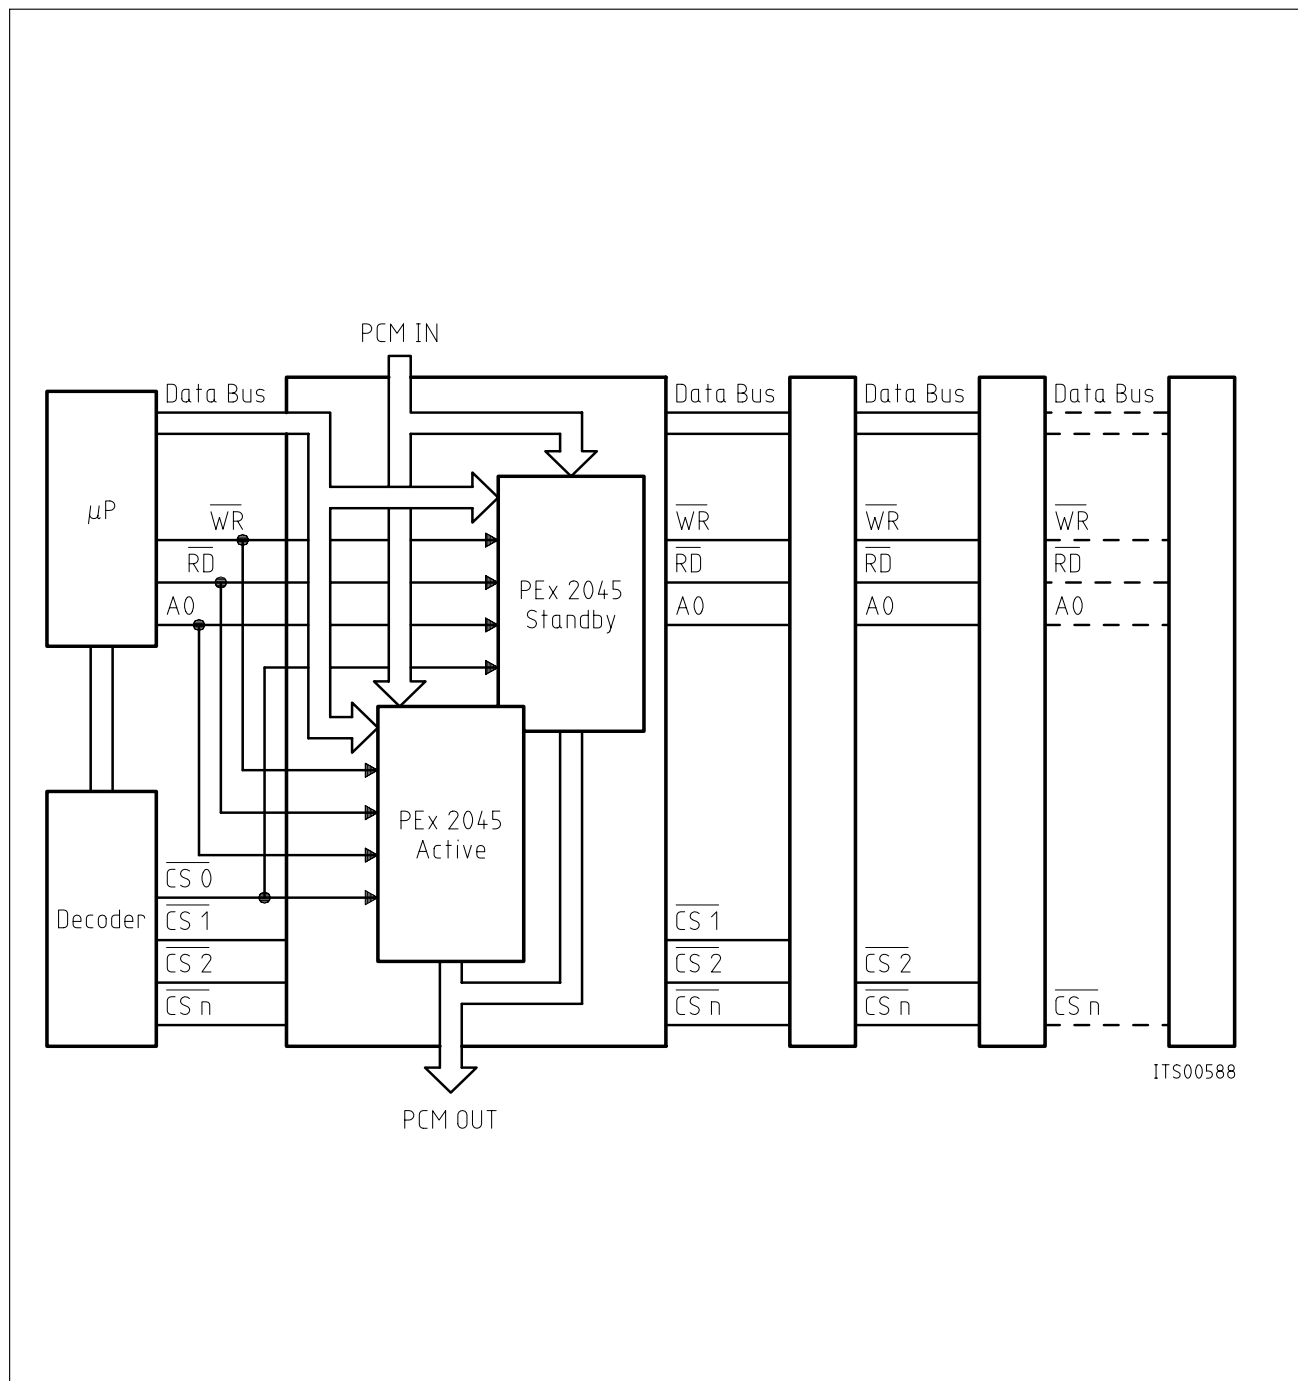 PCM IN
Data Bus
Data Bus
Data Bus
Data Bus
μP
WR
WR
WR
WR
RD
RD
RD
RD
PEx 2045
Standby
A0
A0
A0
A0
PEx 2045
Active
CS 0
Decoder
CS 1
CS 1
CS 2
CS 2
CS 2
CS n
CS n
CS n
CS n
ITS00588
PCM OUT